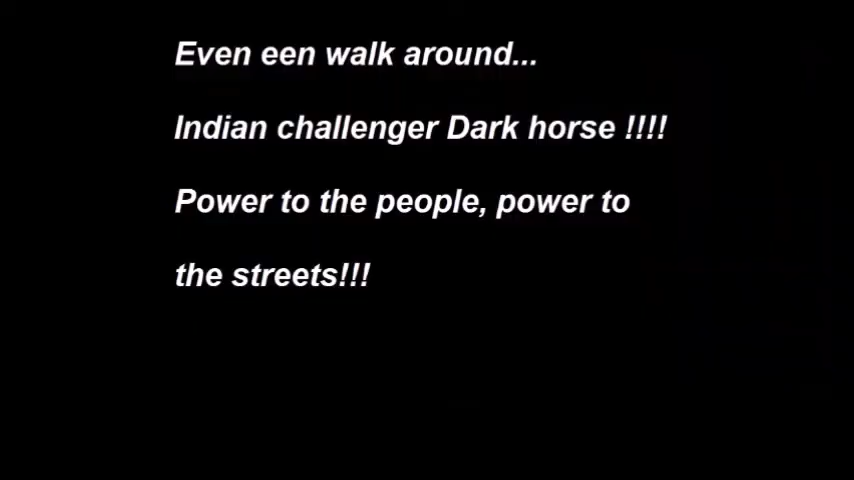 Even een walk around...
Indian challenger Dark horse !!!!
Power to the people, power to
the streets!!!